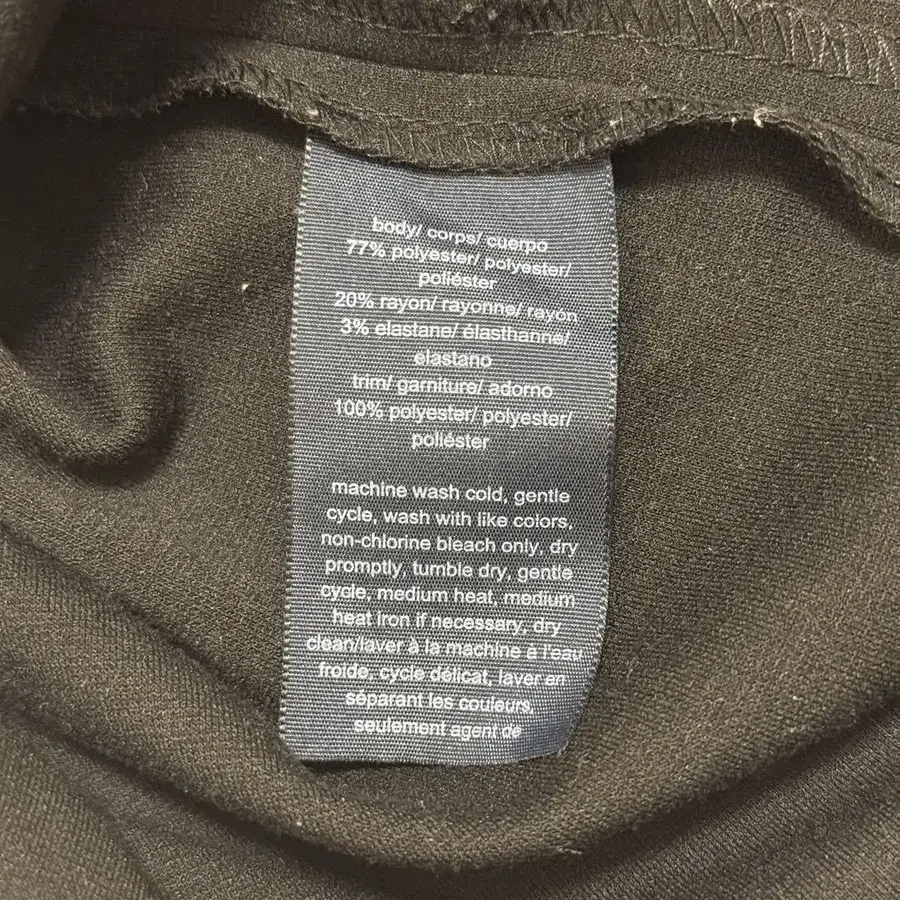 body/ corps/ cuerpo
77% polyester/ polyester/
poliéster
20% rayon/ rayonne/ rayón
3% elastane/ élasthanne/
elastano
trim/ garniture/ adorno
100% polyester/ polyester/
poliéster
machine wash cold, gentle
cycle, wash with like colors,
non-chlorine bleach only, dry
promptly, tumble dry, gentle
cycle, medium heat, medium
heat iron if necessary, dry
clean/laver à la machine à l'eau
froide, cycle délicat, laver en
séparant les couleurs,
seulement agent de